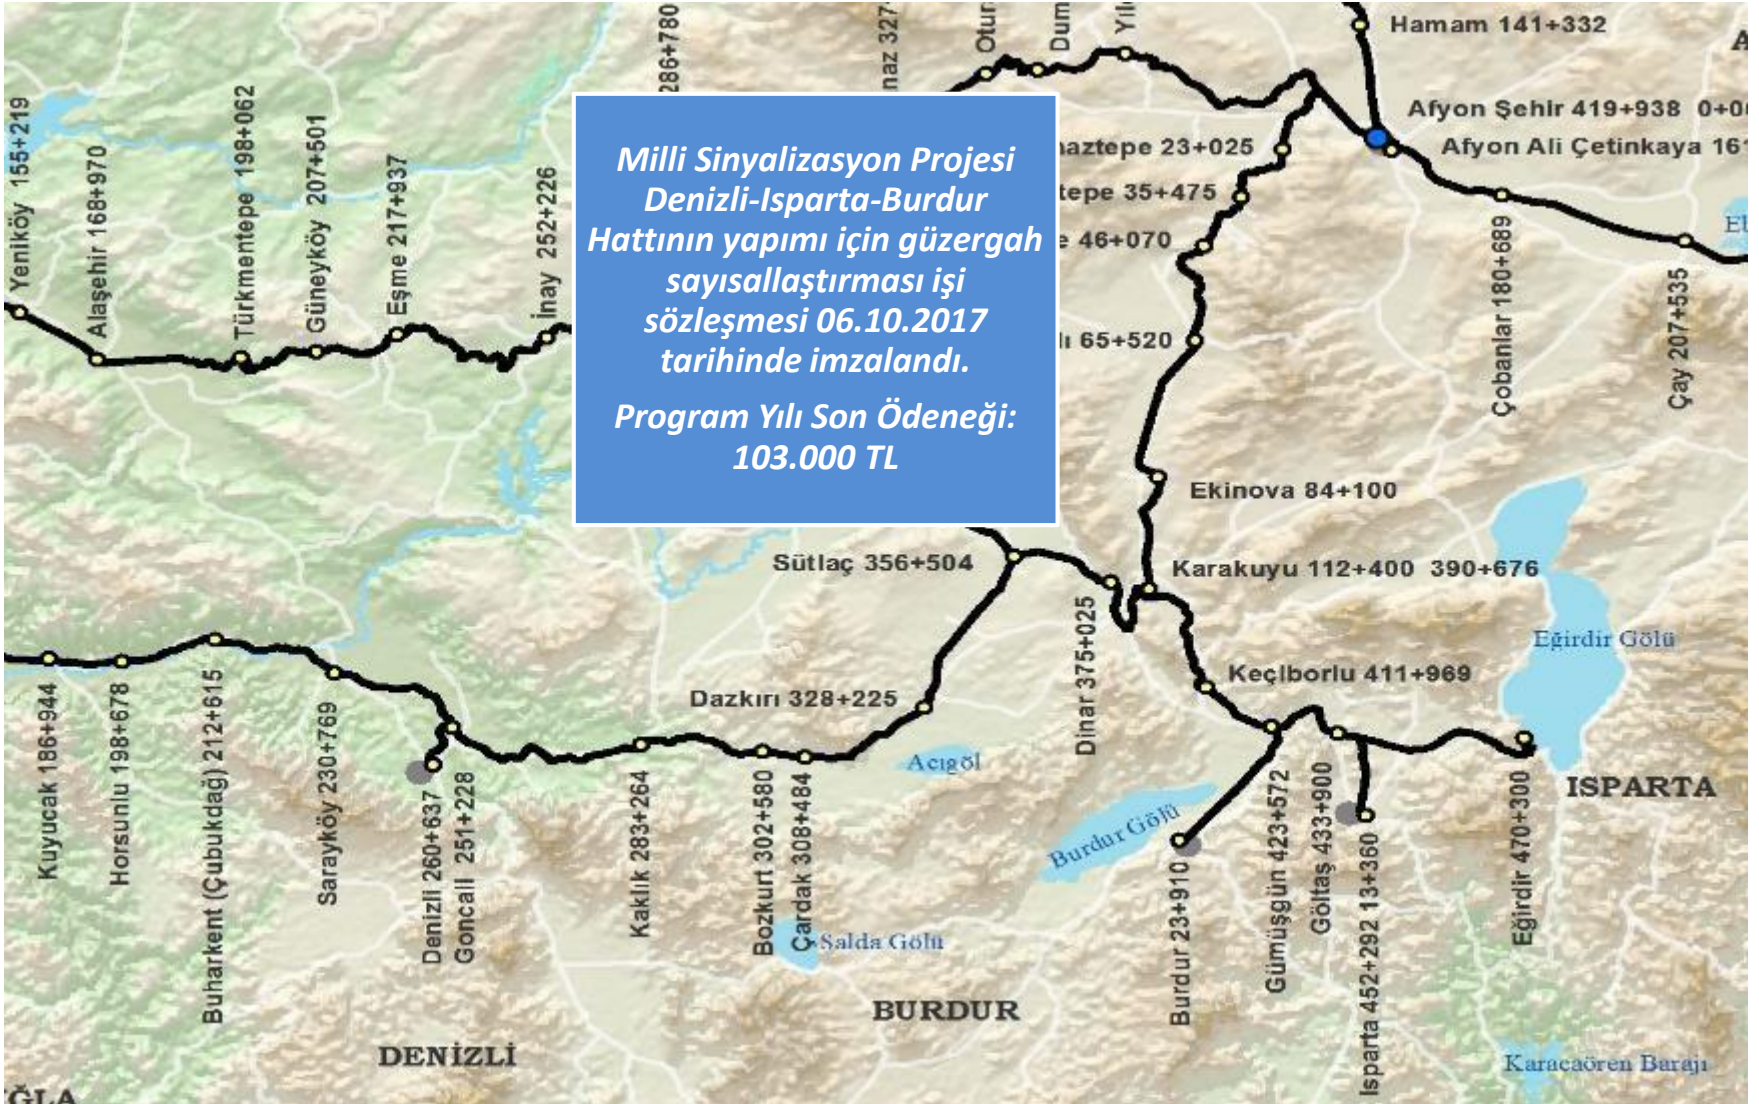 Milli Sinyalizasyon Projesi
Denizli-Isparta-Burdur
Hattının yapımı için güzergah
sayısallaştırması işi
sözleşmesi 06.10.2017
tarihinde imzalandı.
Program Yılı Son Ödeneği:
103.000 TL
Hamam 141+332
Afyon Şehir 419+938
Afyon Ali Çetinkaya
23+025
35+475
46+070
65+520
Çobanlar 180+689
Çay 207+535
286+780
Yeniköy 155+219
Alaşehir 168+970
Türkmentepe 198+062
Güneyköy 207+501
Eşme 217+937
İnay 252+226
Ekinova 84+100
Sütlaç 356+504
Karakuyu 112+400 390+676
Dinar 375+025
Keçiborlu 411+969
Dazkırı 328+225
Eğirdir Gölü
Acıgöl
Burdur Gölü
ISPARTA
Kuyucak 186+944
Horsunlu 198+678
Buharkent (Çubukdağ) 212+615
Sarayköy 230+769
Denizli 260+637
Goncalı 251+228
Kaklık 283+264
Bozkurt 302+580
Çardak 308+484
Salda Gölü
Burdur 23+910
Gümüşgün 423+572
Göltaş 433+900
Isparta 452+292 13+360
Eğirdir 470+300
BURDUR
DENİZLİ
Karacaören Barajı